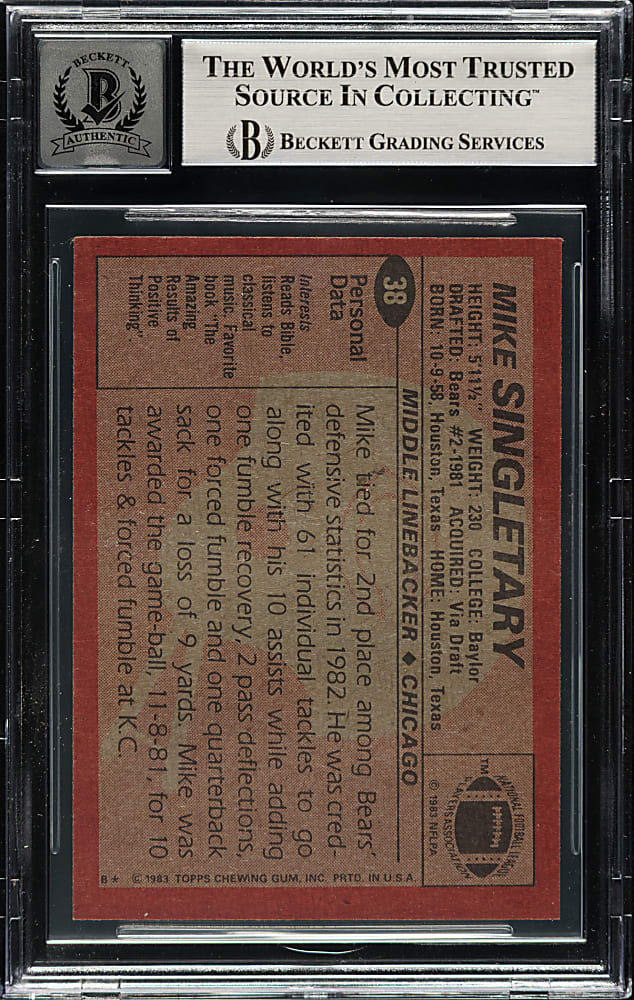 BECKETT
B
AUTHENTIC
THE WORLD'S MOST TRUSTED
SOURCE IN COLLECTING™
B BECKETT GRADING SERVICES
MIKE SINGLETARY
HEIGHT: 5'11½" WEIGHT: 230 COLLEGE: Baylor
DRAFTED: Bears #2-1981 ACQUIRED: Via Draft
BORN: 10-9-58, Houston, Texas HOME: Houston, Texas
38
MIDDLE LINEBACKER ♦ CHICAGO
TM
NATIONAL FOOTBALL LEAGUE
PLAYERS ASSOCIATION
© 1983 NFLPA
Personal
Data
Interests
Reads Bible,
listens to
classical
music. Favorite
book "The
Amazing
Results of
Positive
Thinking".
Mike tied for 2nd place among Bears'
defensive statistics in 1982. He was cred-
ited with 61 individual tackles to go
along with his 10 assists while adding
one fumble recovery, 2 pass deflections,
one forced fumble and one quarterback
sack for a loss of 9 yards. Mike was
awarded the game-ball, 11-8-81, for 10
tackles & forced fumble at K.C.
B* © 1983 TOPPS CHEWING GUM, INC. PRTD. IN U.S.A.